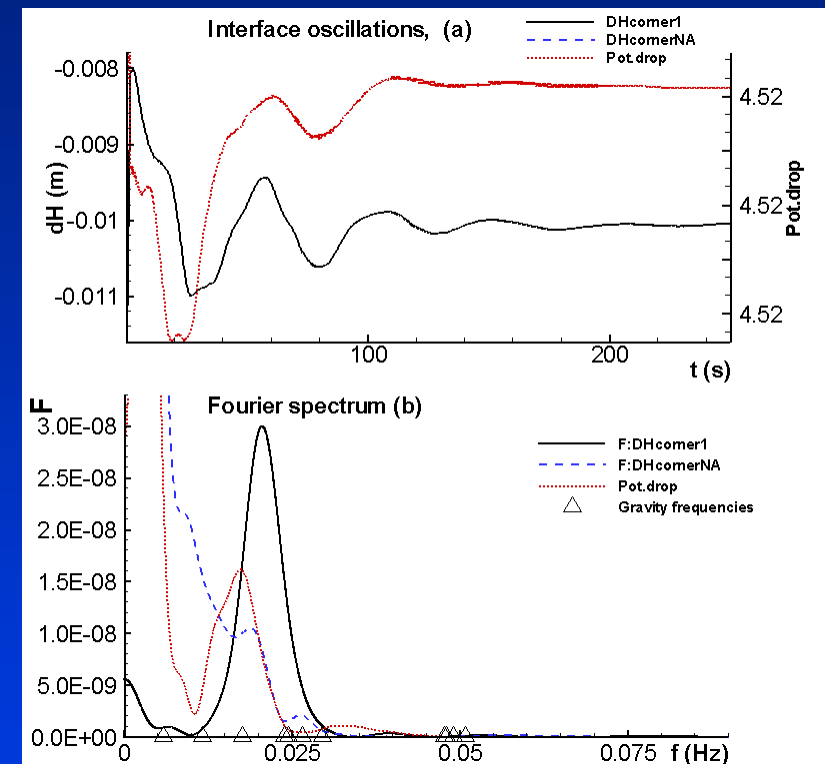 Interface oscillations, (a)
DHcorner1
DHcornerNA
Pot.drop
-0.008
-0.009
-0.01
-0.011
dH (m)
4.52
4.52
4.52
Pot.drop
100
200
t (s)
F
Fourier spectrum (b)
F:DHcorner1
F:DHcornerNA
Pot.drop
Gravity frequencies
3.0E-08
2.5E-08
2.0E-08
1.5E-08
1.0E-08
5.0E-09
0.0E+00
0
0.025
0.05
0.075
f (Hz)